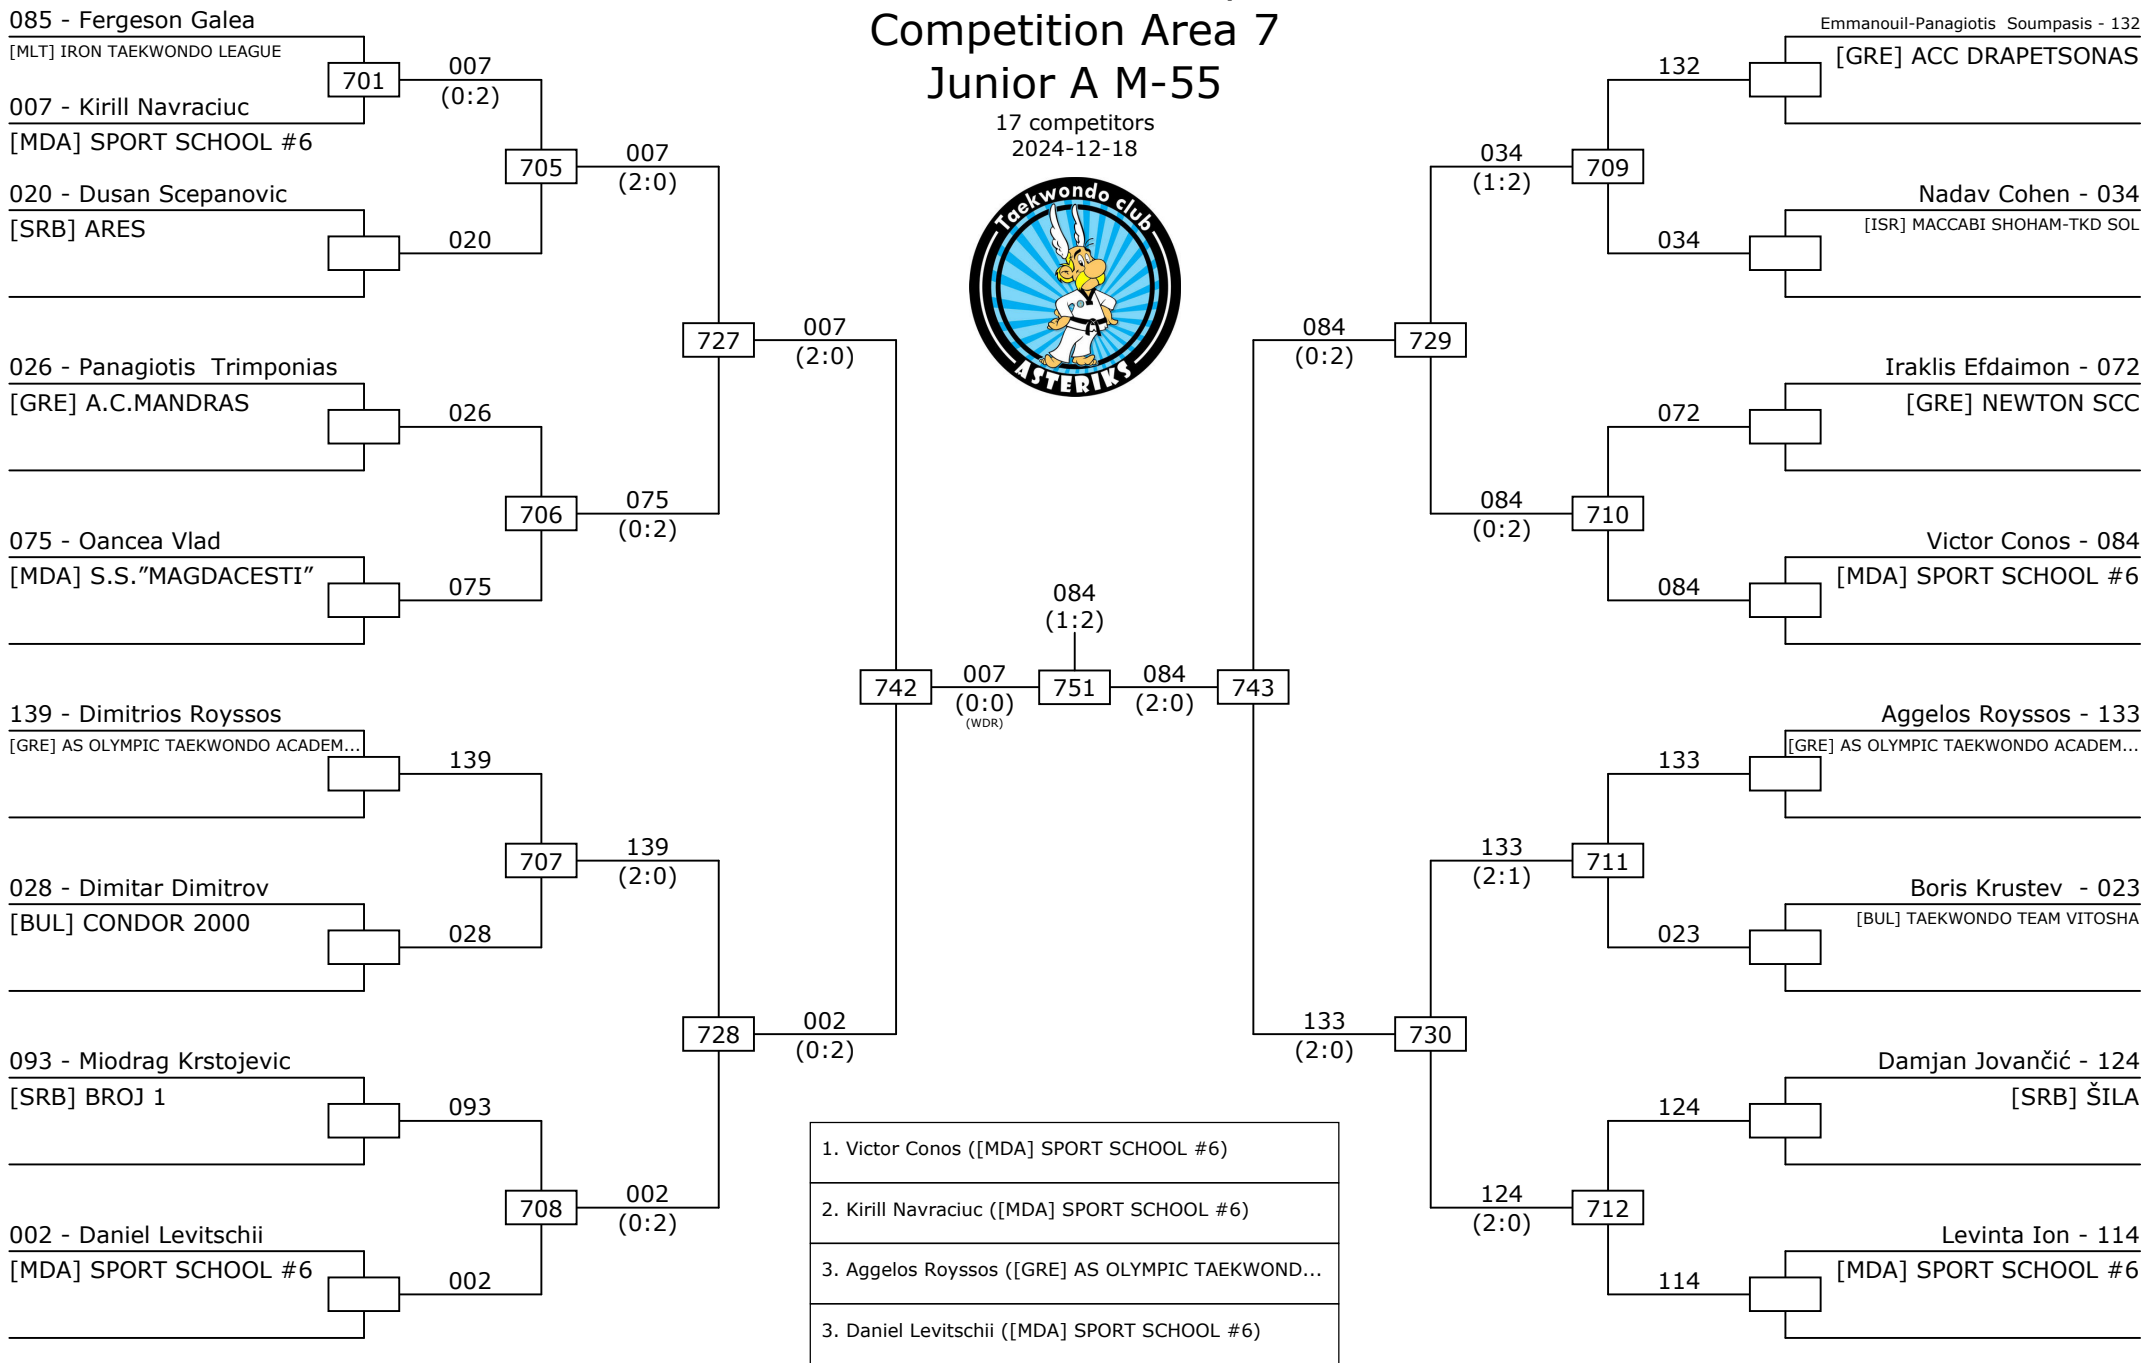 Competition Area 7
Junior A M-55
17 competitors
2024-12-18
Taekwondo club
ASTERIKS
085 - Fergeson Galea
[MLT] IRON TAEKWONDO LEAGUE
701
007
(0:2)
007 - Kirill Navraciuc
[MDA] SPORT SCHOOL #6
705
007
(2:0)
020 - Dusan Scepanovic
[SRB] ARES
020
727
007
(2:0)
026 - Panagiotis  Trimponias
[GRE] A.C.MANDRAS
026
706
075
(0:2)
075 - Oancea Vlad
[MDA] S.S.”MAGDACESTI”
075
742
007
(0:0)
(WDR)
751
084
(1:2)
084
(2:0)
743
139 - Dimitrios Royssos
[GRE] AS OLYMPIC TAEKWONDO ACADEM...
139
707
139
(2:0)
028 - Dimitar Dimitrov
[BUL] CONDOR 2000
028
728
002
(0:2)
093 - Miodrag Krstojevic
[SRB] BROJ 1
093
708
002
(0:2)
002 - Daniel Levitschii
[MDA] SPORT SCHOOL #6
002
Emmanouil-Panagiotis  Soumpasis - 132
[GRE] ACC DRAPETSONAS
132
709
034
(1:2)
Nadav Cohen - 034
[ISR] MACCABI SHOHAM-TKD SOL
034
729
084
(0:2)
Iraklis Efdaimon - 072
[GRE] NEWTON SCC
072
710
084
(0:2)
Victor Conos - 084
[MDA] SPORT SCHOOL #6
084
Aggelos Royssos - 133
[GRE] AS OLYMPIC TAEKWONDO ACADEM...
133
711
133
(2:1)
Boris Krustev  - 023
[BUL] TAEKWONDO TEAM VITOSHA
023
730
133
(2:0)
Damjan Jovančić - 124
[SRB] ŠILA
124
712
124
(2:0)
Levinta Ion - 114
[MDA] SPORT SCHOOL #6
114
1. Victor Conos ([MDA] SPORT SCHOOL #6)
2. Kirill Navraciuc ([MDA] SPORT SCHOOL #6)
3. Aggelos Royssos ([GRE] AS OLYMPIC TAEKWOND...
3. Daniel Levitschii ([MDA] SPORT SCHOOL #6)